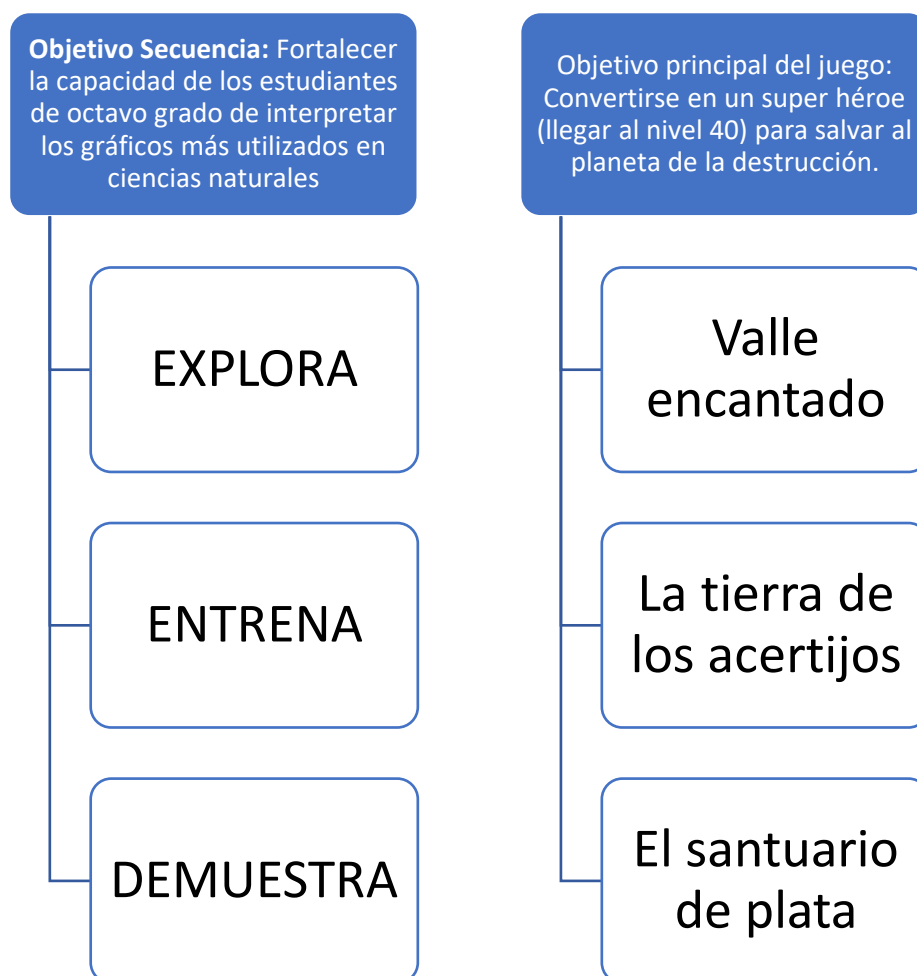 Objetivo Secuencia: Fortalecer
la capacidad de los estudiantes
de octavo grado de interpretar
los gráficos más utilizados en
ciencias naturales
EXPLORA
ENTRENA
DEMUESTRA
Objetivo principal del juego:
Convertirse en un super héroe
(llegar al nivel 40) para salvar al
planeta de la destrucción.
Valle
encantado
La tierra de
los acertijos
El santuario
de plata